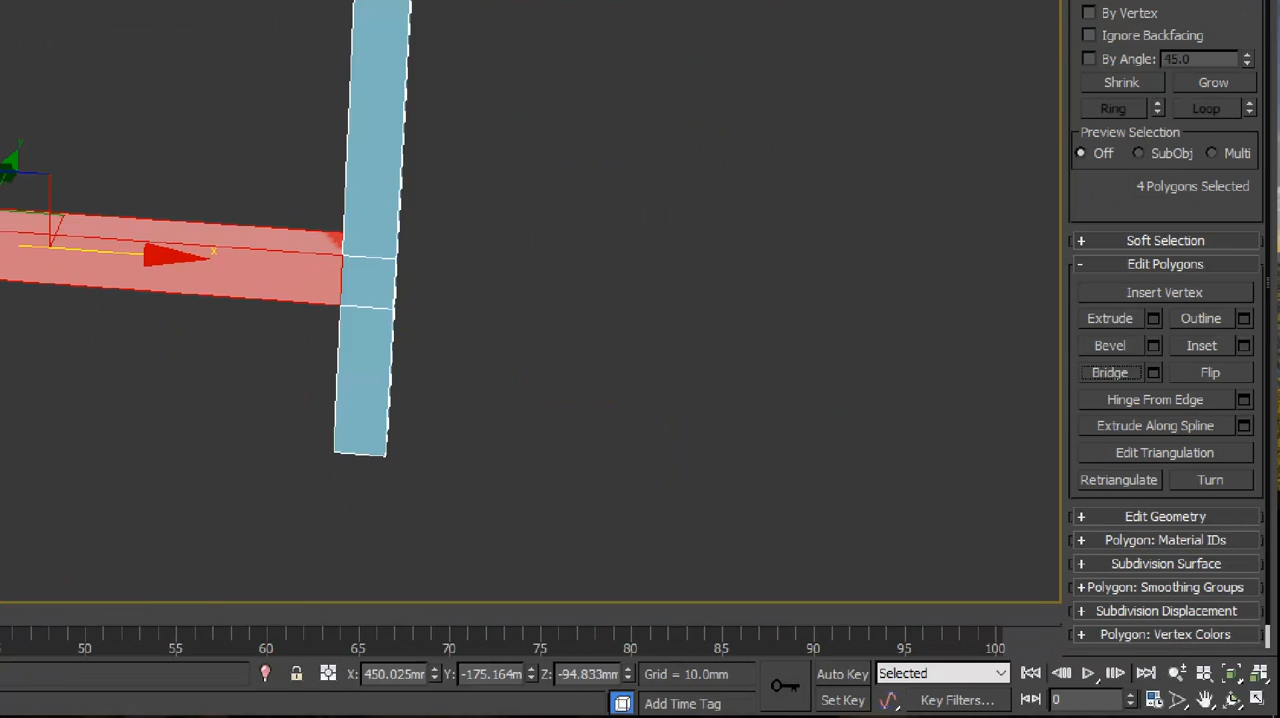 By Vertex
Ignore Backfacing
By Angle: 45.0
Shrink Grow
Ring Loop
Preview Selection
Off SubObj Multi
4 Polygons Selected
+ Soft Selection
- Edit Polygons
Insert Vertex
Extrude Outline
Bevel Inset
Bridge Flip
Hinge From Edge
Extrude Along Spline
Edit Triangulation
Retriangulate Turn
+ Edit Geometry
+ Polygon: Material IDs
+ Subdivision Surface
+ Polygon: Smoothing Groups
+ Subdivision Displacement
+ Polygon: Vertex Colors
y
x
50 55 60 65 70 75 80 85 90 95 100
X: 450.025mr Y: -175.164m Z: -94.833mm Grid = 10.0mm Auto Key Selected
Add Time Tag Set Key Key Filters... 0